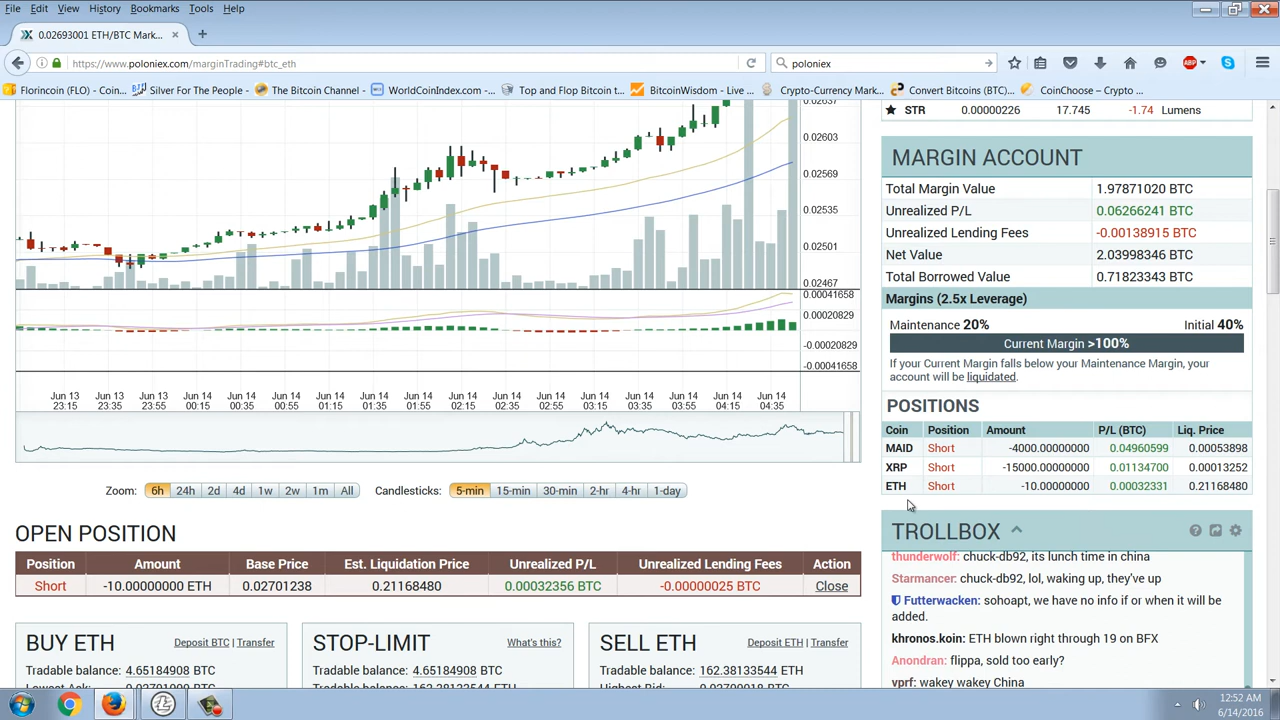 File Edit View History Bookmarks Tools Help
0.02693001 ETH/BTC Mark...
https://www.poloniex.com/marginTrading#btc_eth
poloniex
Florincoin (FLO) - Coin... Silver For The People - ... The Bitcoin Channel WorldCoinIndex.com - ... Top and Flop Bitcoin t... BitcoinWisdom - Live ... Crypto-Currency Mark... Convert Bitcoins (BTC)... CoinChoose – Crypto ...
0.02637
0.02603
0.02569
0.02535
0.02501
0.02467
0.00041658
0.00020829
-0.00020829
-0.00041658
Jun 13 Jun 13 Jun 13 Jun 14 Jun 14 Jun 14 Jun 14 Jun 14 Jun 14 Jun 14 Jun 14 Jun 14 Jun 14 Jun 14 Jun 14 Jun 14 Jun 14
23:15 23:35 23:55 00:15 00:35 00:55 01:15 01:35 01:55 02:15 02:35 02:55 03:15 03:35 03:55 04:15 04:35
Zoom: 6h 24h 2d 4d 1w 2w 1m All Candlesticks: 5-min 15-min 30-min 2-hr 4-hr 1-day
OPEN POSITION
Position Amount Base Price Est. Liquidation Price Unrealized P/L Unrealized Lending Fees Action
Short -10.00000000 ETH 0.02701238 0.21168480 0.00032356 BTC -0.00000025 BTC Close
BUY ETH Deposit BTC | Transfer
Tradable balance: 4.65184908 BTC
STOP-LIMIT What's this?
Tradable balance: 4.65184908 BTC
SELL ETH Deposit ETH | Transfer
Tradable balance: 162.38133544 ETH
STR 0.00000226 17.745 -1.74 Lumens
MARGIN ACCOUNT
Total Margin Value 1.97871020 BTC
Unrealized P/L 0.06266241 BTC
Unrealized Lending Fees -0.00138915 BTC
Net Value 2.03998346 BTC
Total Borrowed Value 0.71823343 BTC
Margins (2.5x Leverage)
Maintenance 20% Initial 40%
Current Margin >100%
If your Current Margin falls below your Maintenance Margin, your
account will be liquidated.
POSITIONS
Coin Position Amount P/L (BTC) Liq. Price
MAID Short -4000.00000000 0.04960599 0.00053898
XRP Short -15000.00000000 0.01134700 0.00013252
ETH Short -10.00000000 0.00032331 0.21168480
TROLLBOX
thunderwolf: chuck-db92, its lunch time in china
Starmancer: chuck-db92, lol, waking up, they've up
Futterwacken: sohoapt, we have no info if or when it will be
added.
khronos.koin: ETH blown right through 19 on BFX
Anondran: flippa, sold too early?
vprf: wakey wakey China
12:52 AM
6/14/2016